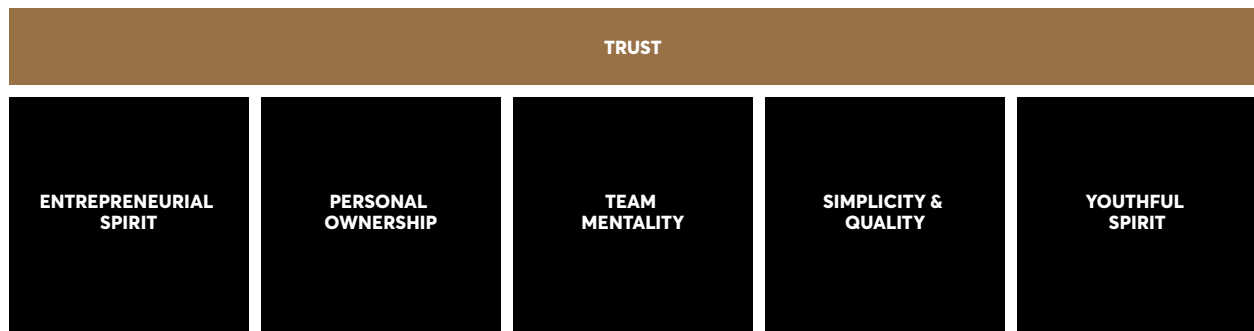 TRUST
ENTREPRENEURIAL
SPIRIT
PERSONAL
OWNERSHIP
TEAM
MENTALITY
SIMPLICITY &
QUALITY
YOUTHFUL
SPIRIT